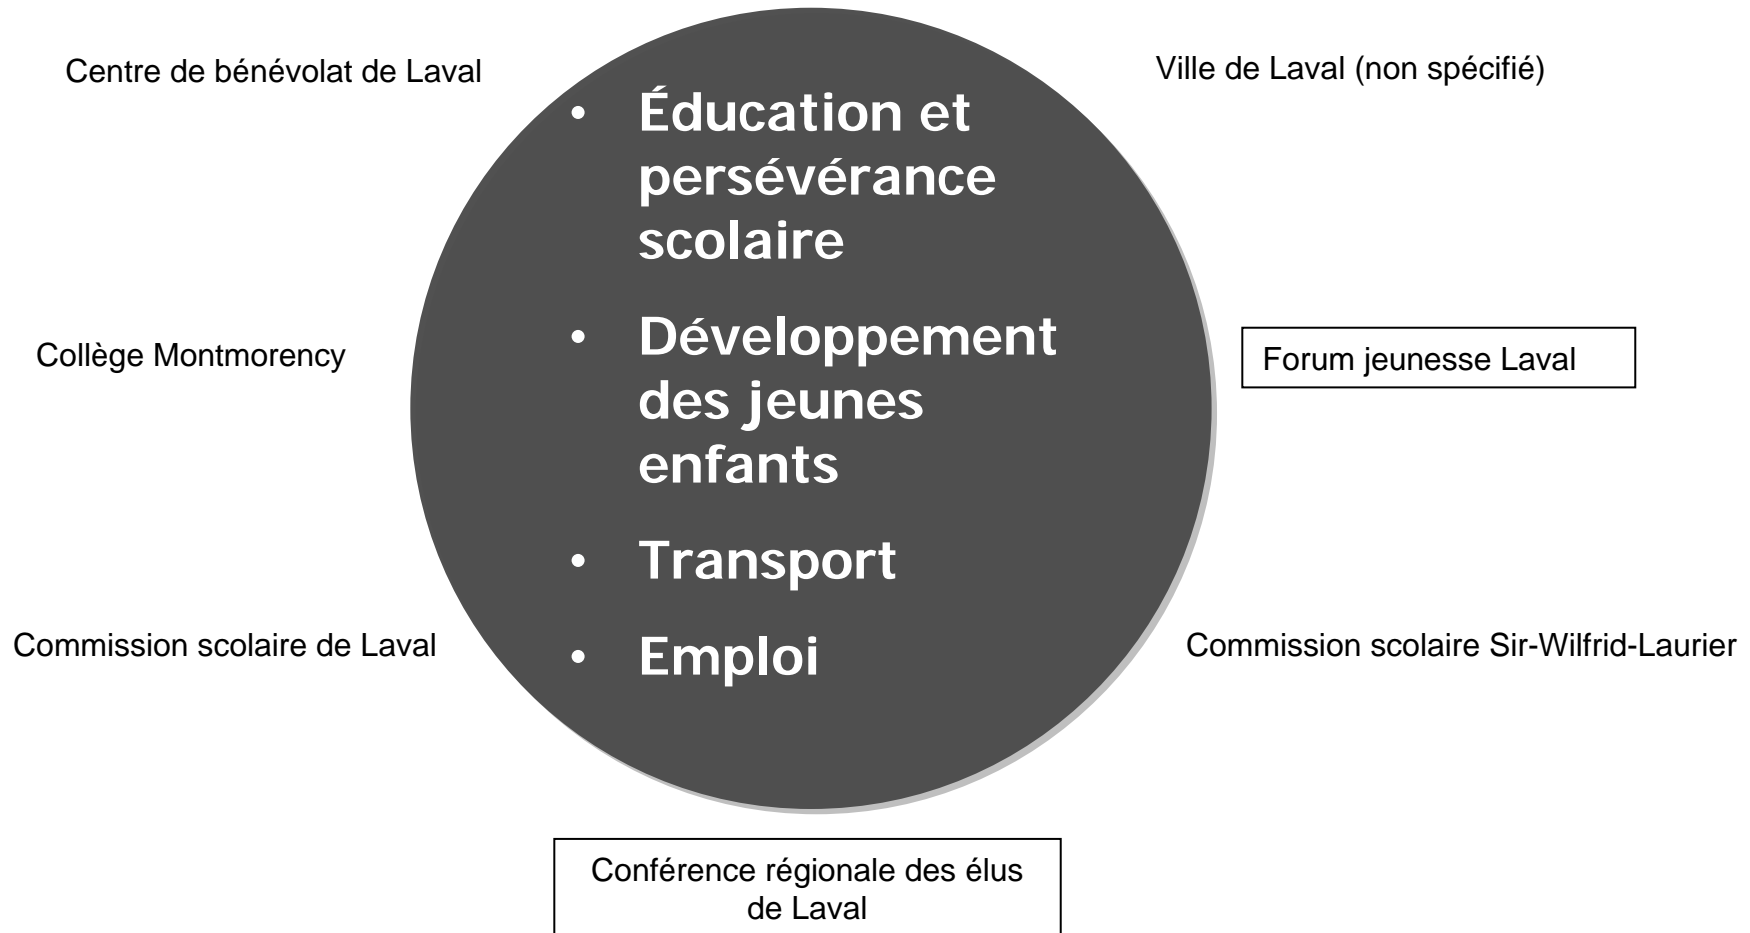 Centre de bénévolat de Laval
Ville de Laval (non spécifié)
• Éducation et
persévérance
scolaire
• Développement
des jeunes
enfants
• Transport
• Emploi
Collège Montmorency
Forum jeunesse Laval
Commission scolaire de Laval
Commission scolaire Sir-Wilfrid-Laurier
Conférence régionale des élus
de Laval